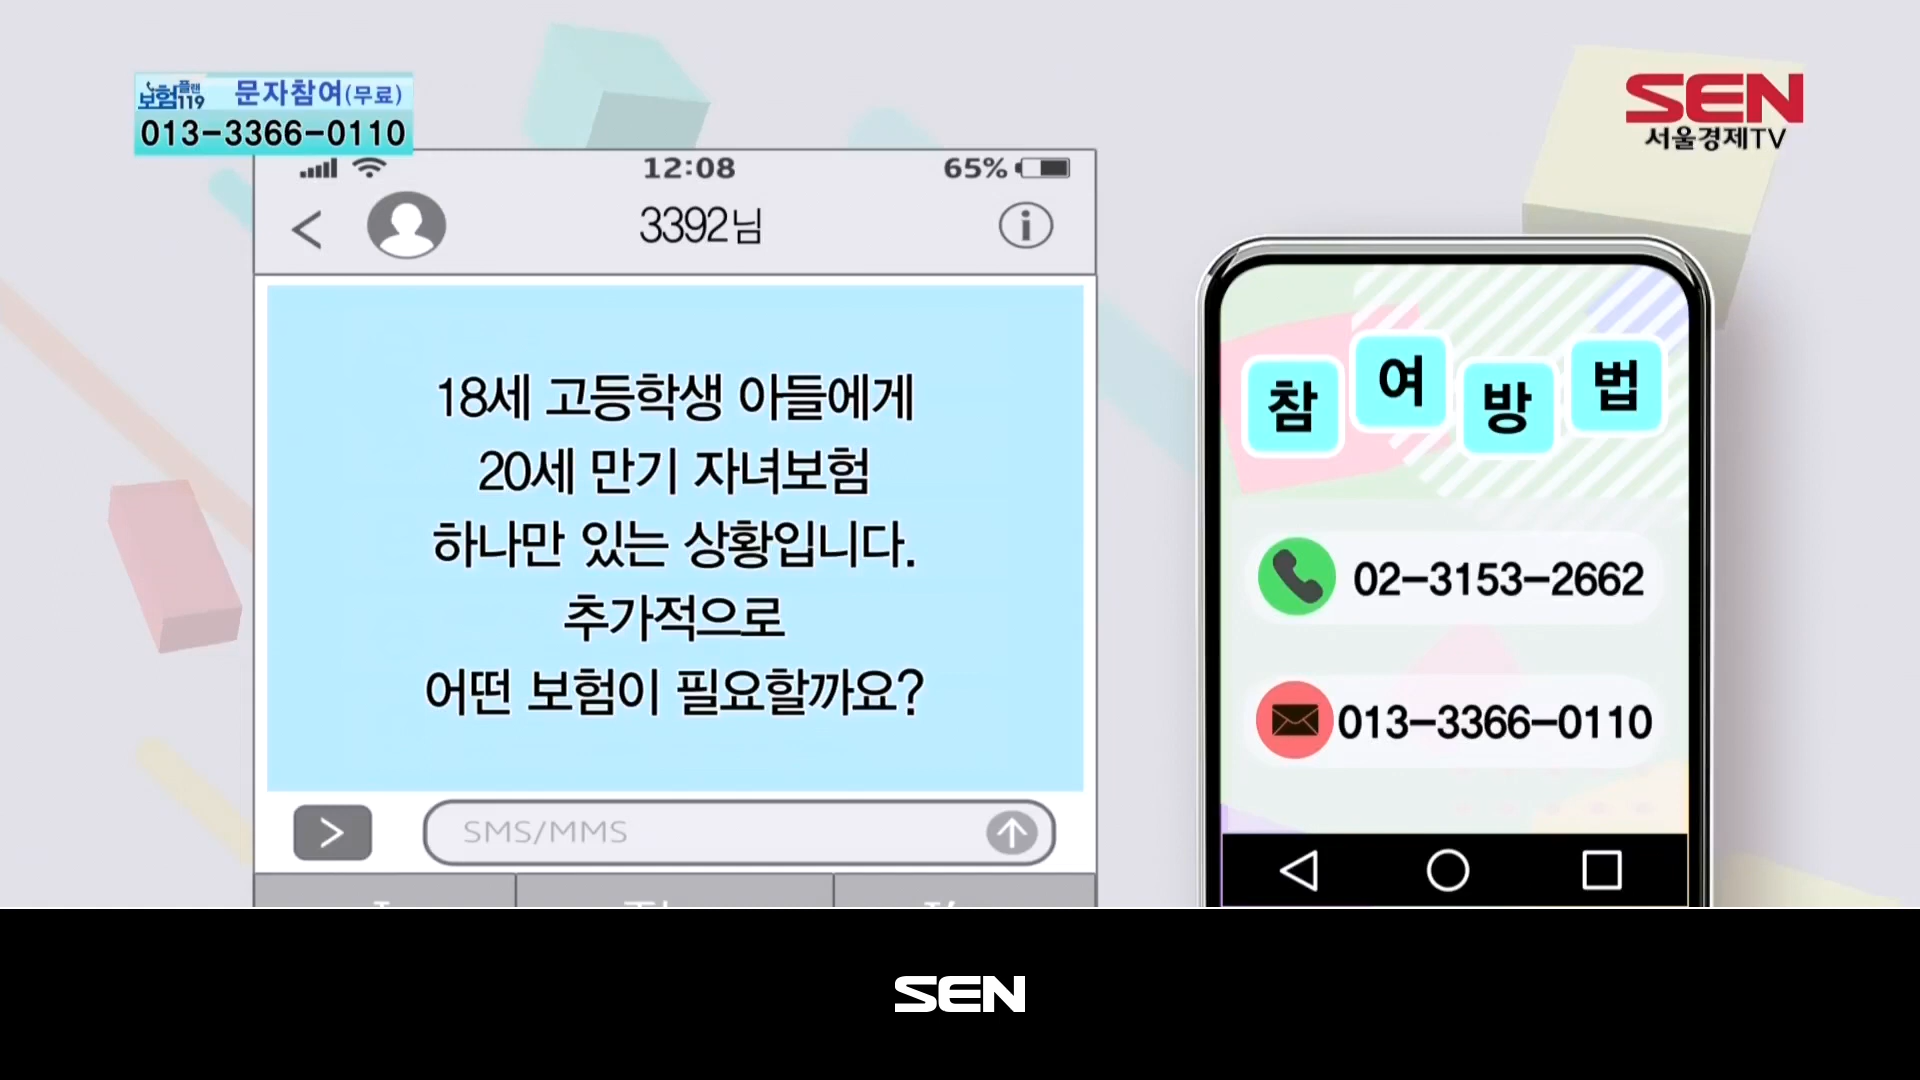 보험플랜119 문자참여(무료)
013-3366-0110
SEN
서울경제TV
12:08
65%
3392님
18세 고등학생 아들에게
20세 만기 자녀보험
하나만 있는 상황입니다.
추가적으로
어떤 보험이 필요할까요?
SMS/MMS
참여방법
02-3153-2662
013-3366-0110
SEN